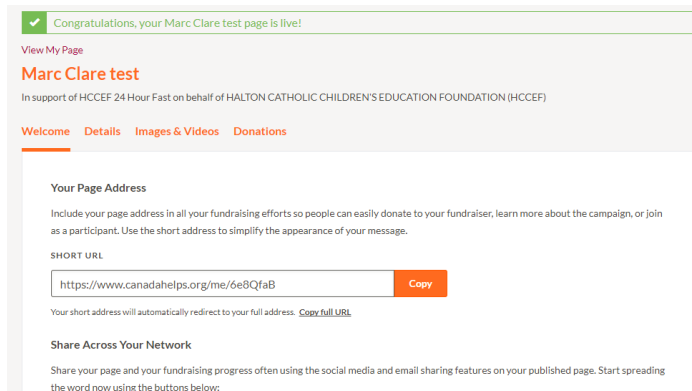 Congratulations, your Marc Clare test page is live!
View My Page
Marc Clare test
In support of HCCEF 24 Hour Fast on behalf of HALTON CATHOLIC CHILDREN'S EDUCATION FOUNDATION (HCCEF)
Welcome Details Images & Videos Donations
Your Page Address
Include your page address in all your fundraising efforts so people can easily donate to your fundraiser, learn more about the campaign, or join
as a participant. Use the short address to simplify the appearance of your message.
SHORT URL
https://www.canadahelps.org/me/6e8QfaB Copy
Your short address will automatically redirect to your full address. Copy full URL
Share Across Your Network
Share your page and your fundraising progress often using the social media and email sharing features on your published page. Start spreading
the word now using the buttons below: